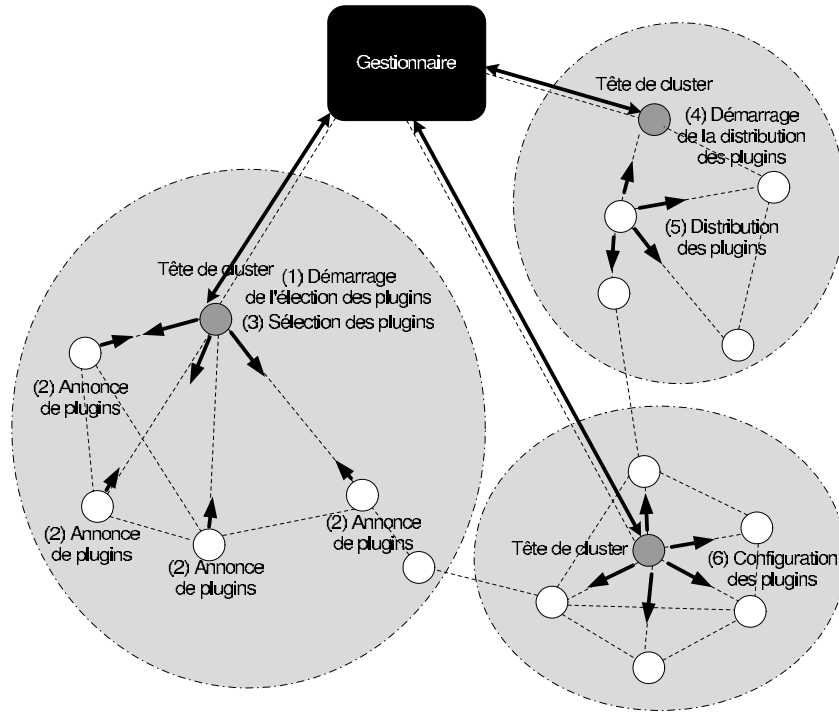 Gestionnaire
Tête de cluster
(4) Démarrage
de la distribution
des plugins
(5) Distribution
des plugins
Tête de cluster
(1) Démarrage
de l'élection des plugins
(3) Sélection des plugins
(2) Annonce
de plugins
(2) Annonce
de plugins
(2) Annonce
de plugins
(2) Annonce
de plugins
Tête de cluster
(6) Configuration
des plugins